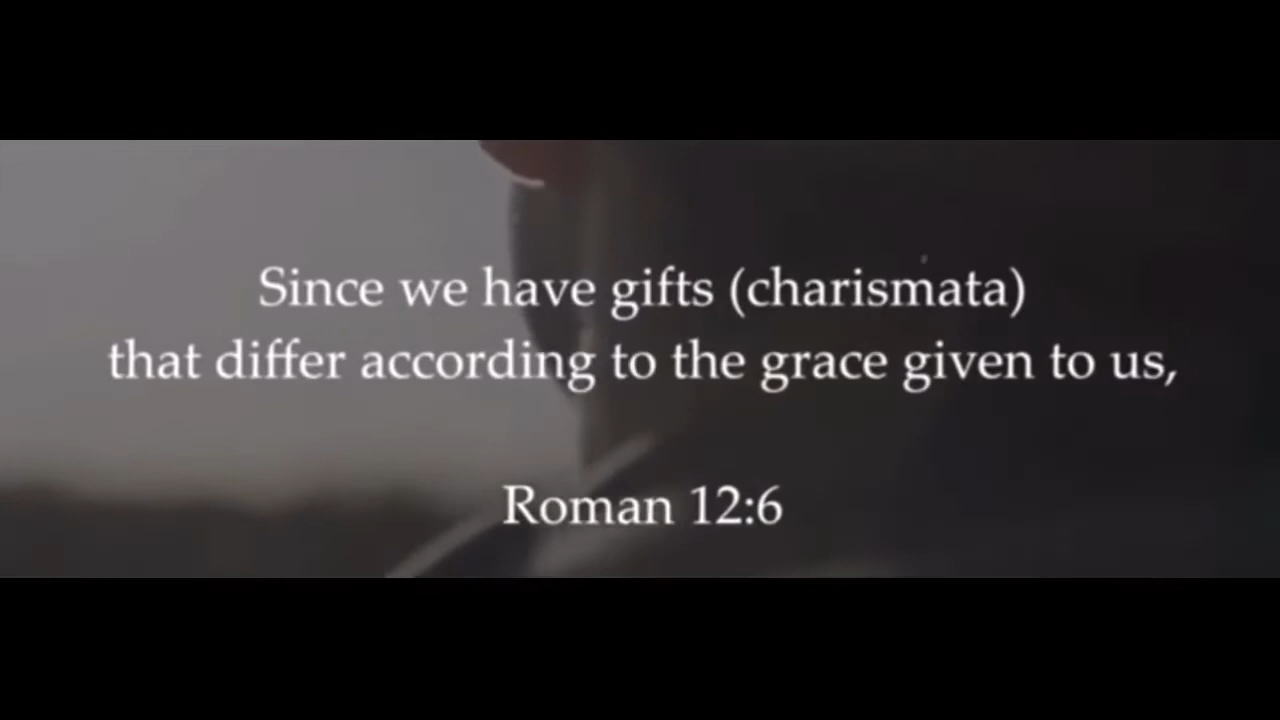 Since we have gifts (charismata)
that differ according to the grace given to us,
Roman 12:6